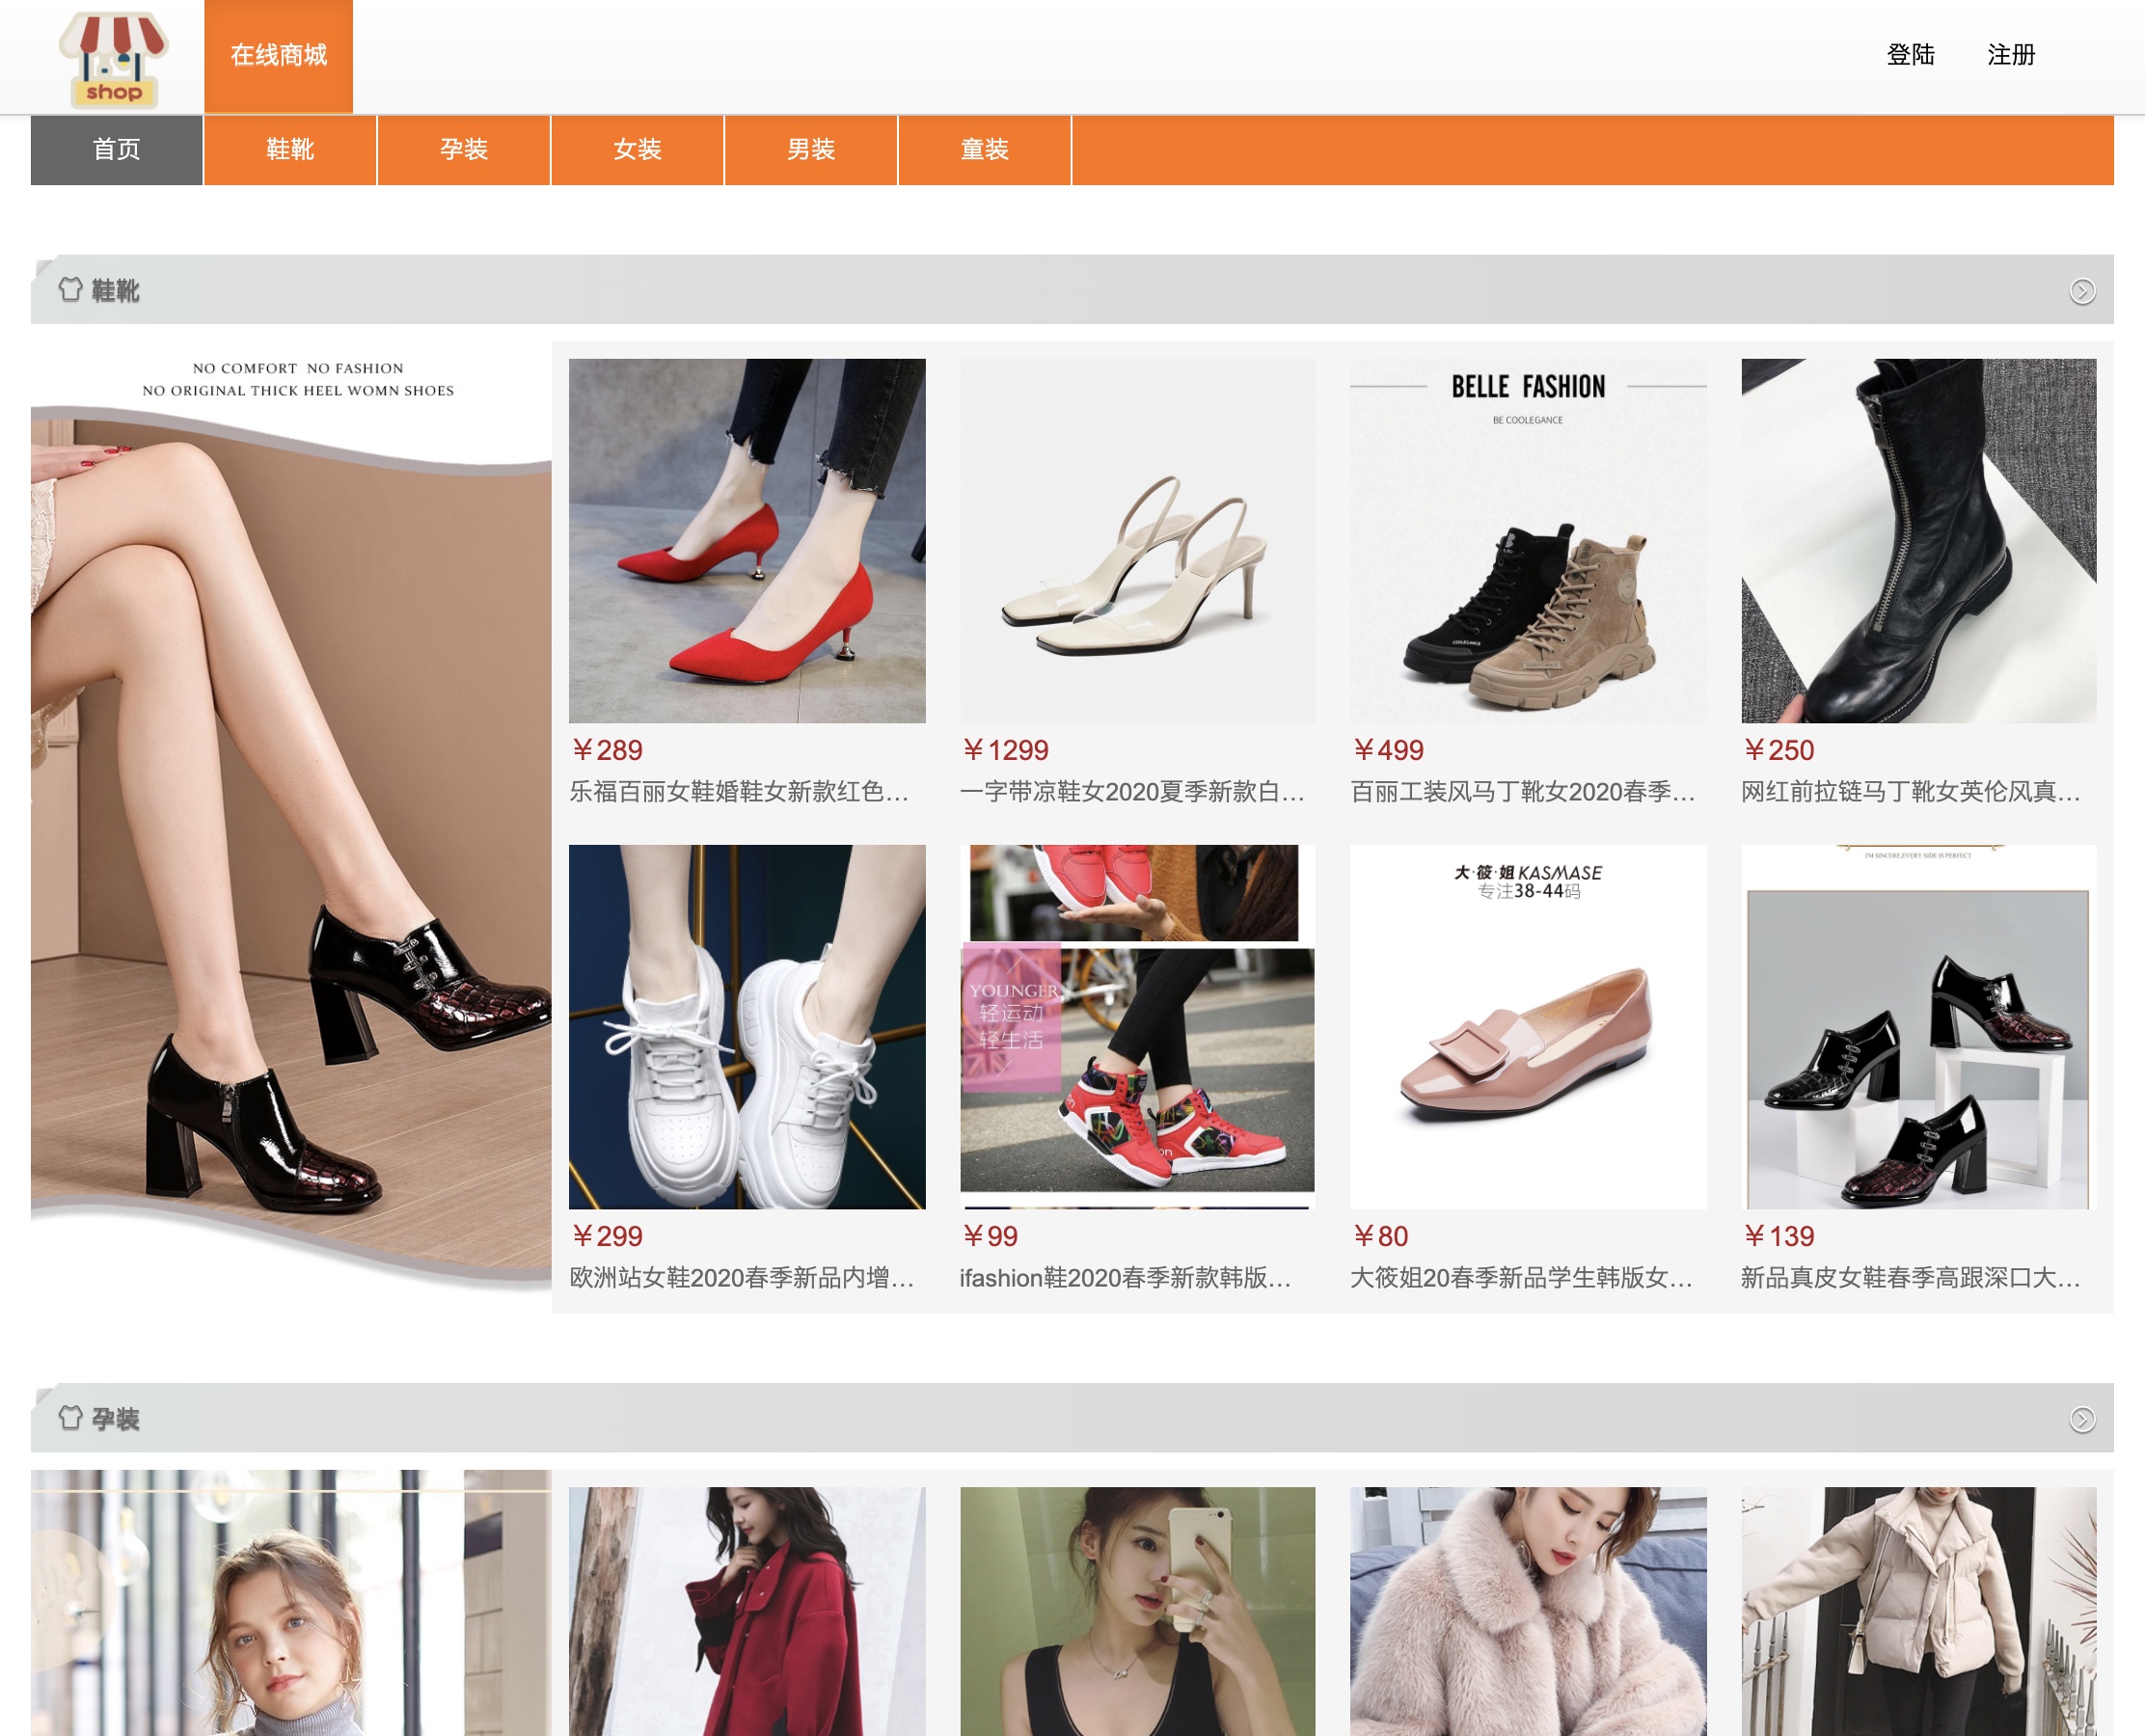 shop
在线商城
登陆
注册
首页
鞋靴
孕装
女装
男装
童装
鞋靴
NO COMFORT NO FASHION
NO ORIGINAL THICK HEEL WOMN SHOES
BELLE FASHION
BE COOLEGANCE
¥289
¥1299
¥499
¥250
乐福百丽女鞋婚鞋女新款红色...
一字带凉鞋女2020夏季新款白...
百丽工装风马丁靴女2020春季...
网红前拉链马丁靴女英伦风真...
YOUNGER
轻运动
轻生活
大·筱·姐 KASMASE
专注38-44码
I'M SINCERE,EVERY SIDE IS PERFECT
¥299
¥99
¥80
¥139
欧洲站女鞋2020春季新品内增...
ifashion鞋2020春季新款韩版...
大筱姐20春季新品学生韩版女...
新品真皮女鞋春季高跟深口大...
孕装